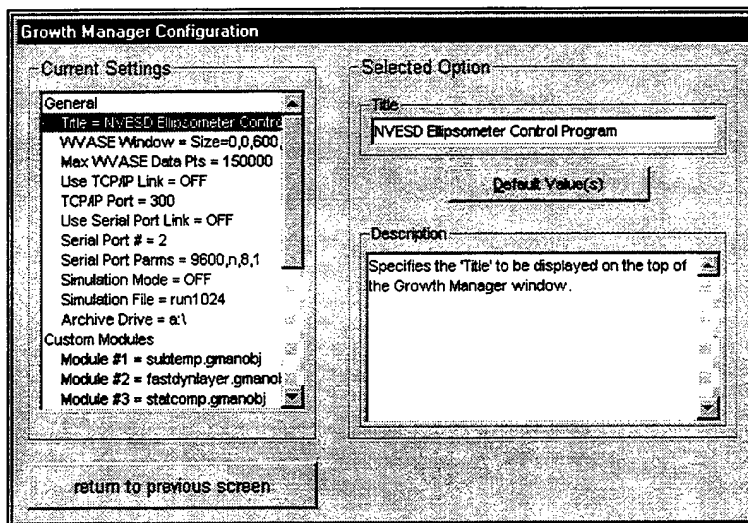 Growth Manager Configuration
Current Settings
General
Title = NVESD Ellipsometer Contro
WVASE Window = Size=0,0,600,
Max WVASE Data Pts = 150000
Use TCP/IP Link = OFF
TCP/IP Port = 300
Use Serial Port Link = OFF
Serial Port # = 2
Serial Port Parms = 9600,n,8,1
Simulation Mode = OFF
Simulation File = run1024
Archive Drive = a:\
Custom Modules
Module #1 = subtemp.gmanobj
Module #2 = fastdynlayer.gmanobj
Module #3 = statcomp.gmanobj
return to previous screen
Selected Option
Title
NVESD Ellipsometer Control Program
Default Value(s)
Description
Specifies the 'Title' to be displayed on the top of
the Growth Manager window.